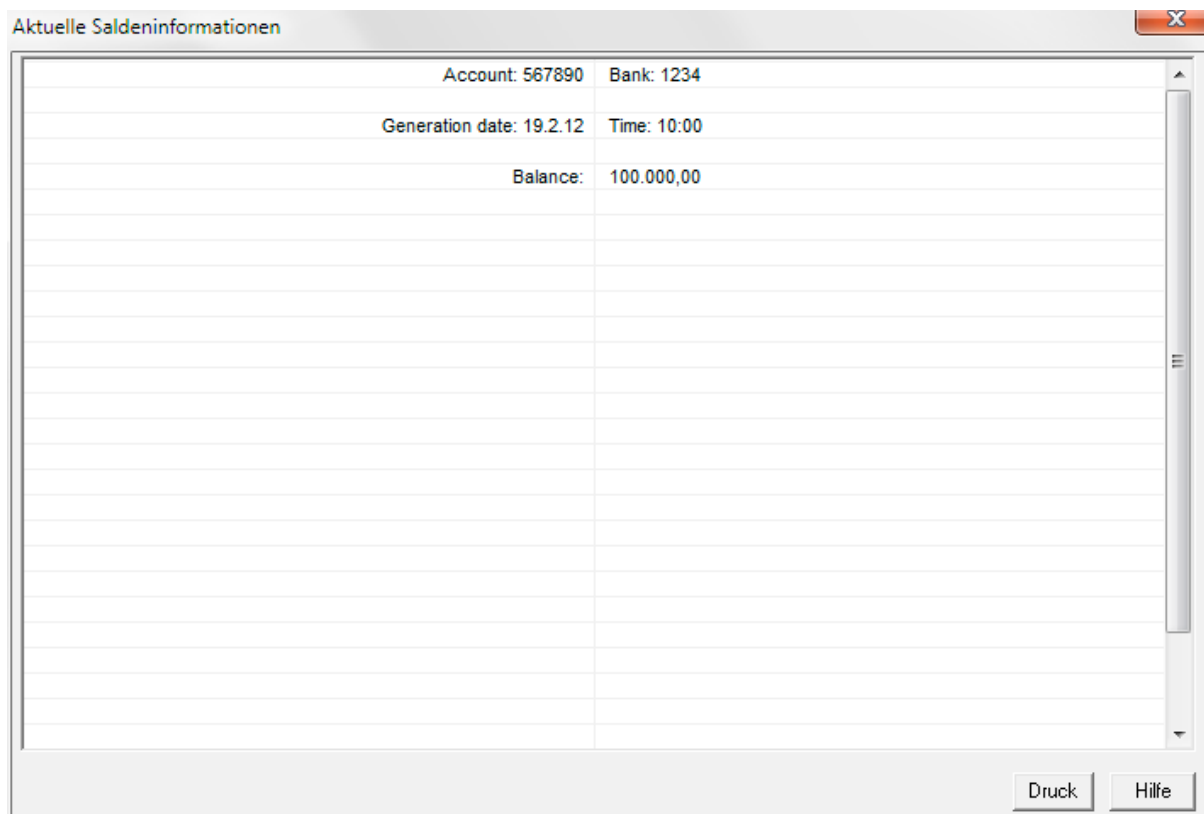 Aktuelle Saldeninformationen
Account: 567890 Bank: 1234
Generation date: 19.2.12 Time: 10:00
Balance: 100.000,00
Druck Hilfe